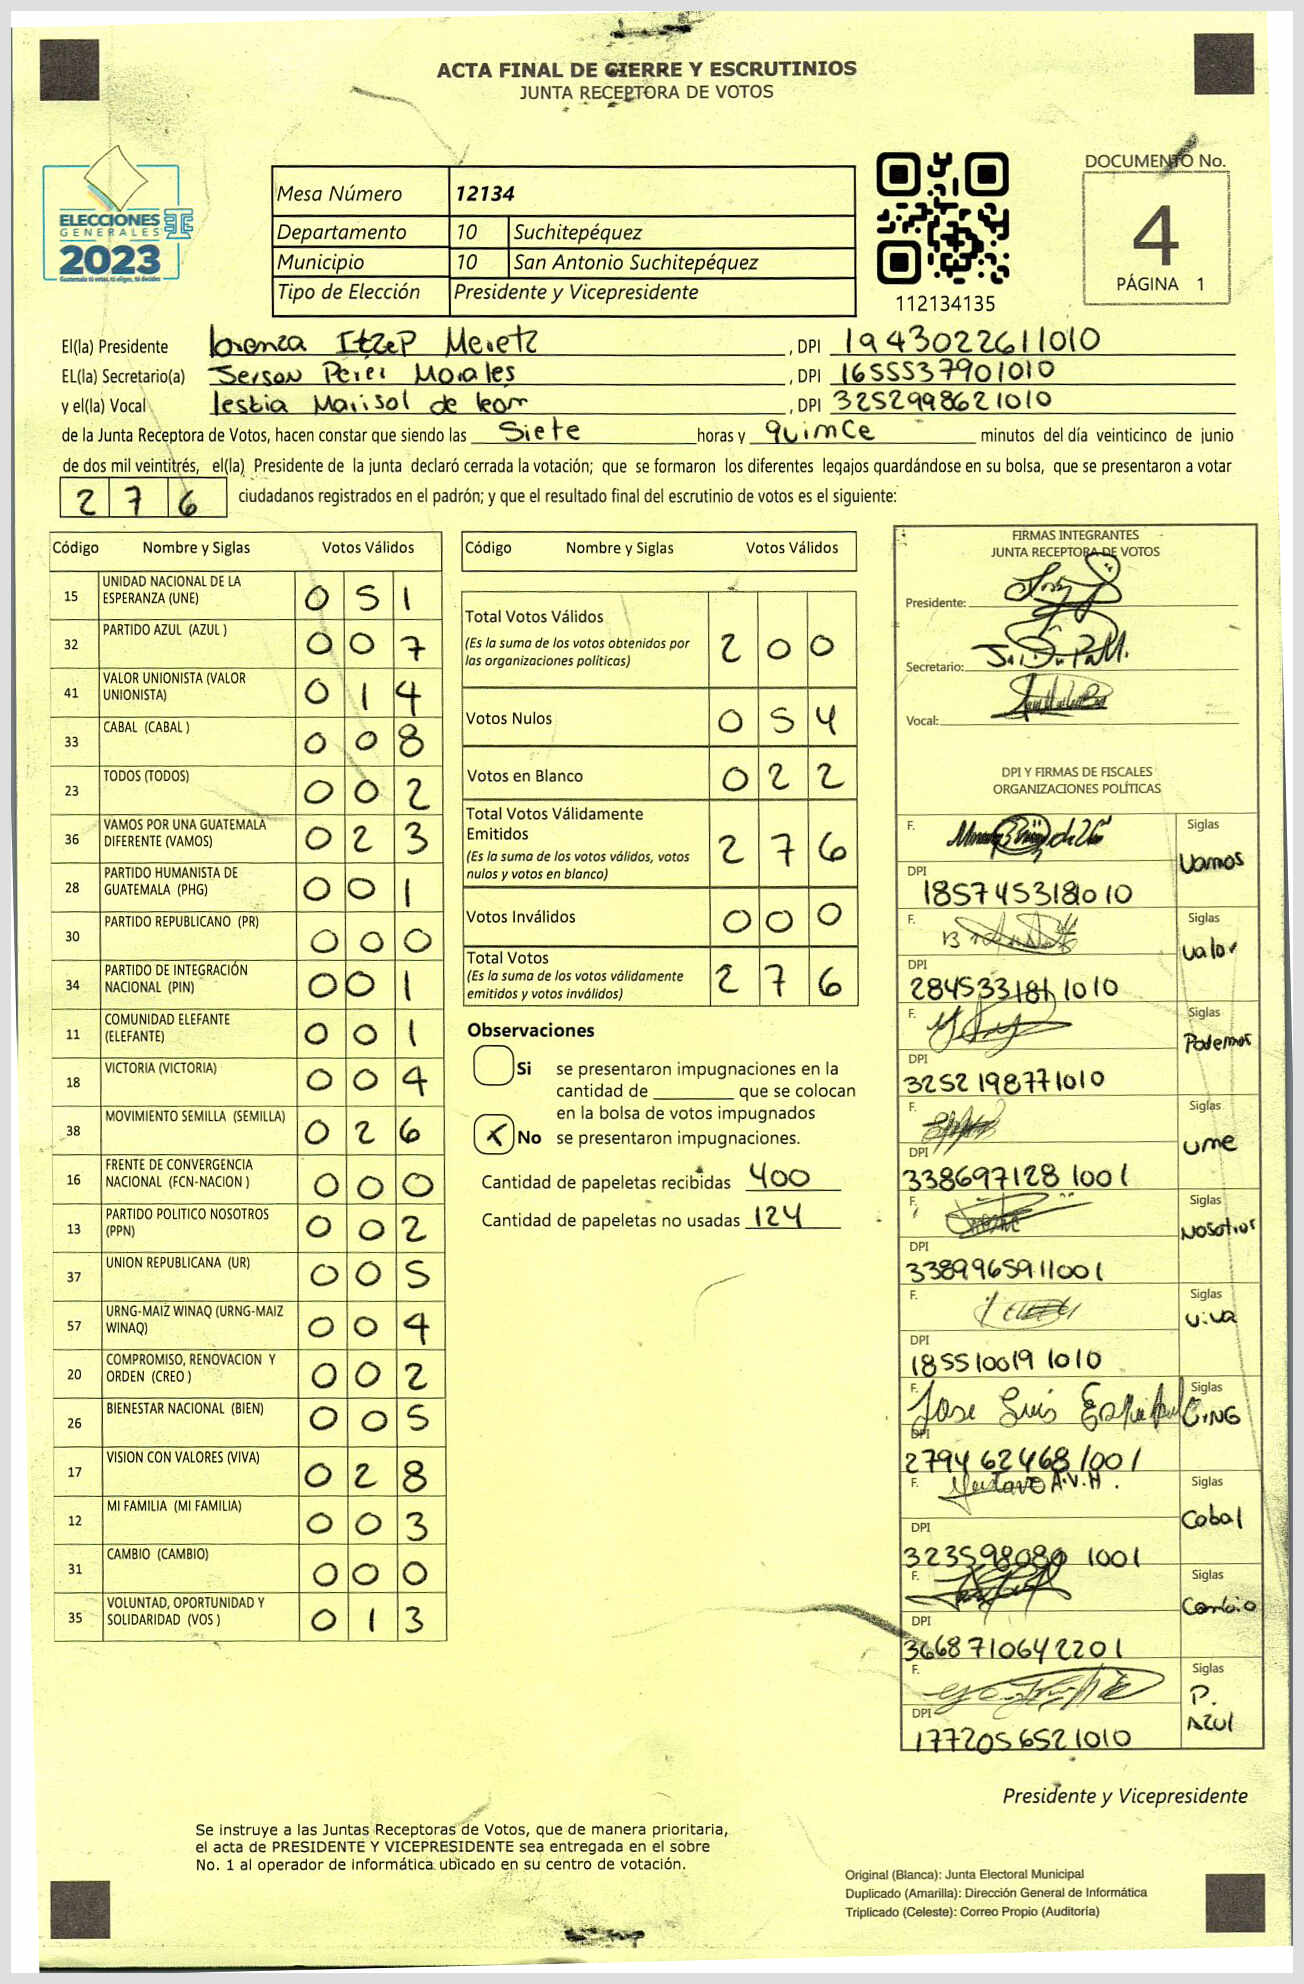 ACTA FINAL DE CIERRE Y ESCRUTINIOS
JUNTA RECEPTORA DE VOTOS
DOCUMENTO No.
4
PÁGINA 1
ELECCIONES
GENERALES
2023
Guatemala tú votas, tú eliges, tú decides
Mesa Número 12134
Departamento 10 Suchitepéquez
Municipio 10 San Antonio Suchitepéquez
Tipo de Elección Presidente y Vicepresidente
112134135
El(la) Presidente Lorenza Itzep Meretz , DPI 1943022611010
EL(la) Secretario(a) Jerson Perez Morales , DPI 1655537901010
y el(la) Vocal lesbia Marisol de leon , DPI 3252998621010
de la Junta Receptora de Votos, hacen constar que siendo las Siete horas y quince minutos del día veinticinco de junio
de dos mil veintitrés, el(la) Presidente de la junta declaró cerrada la votación; que se formaron los diferentes legajos guardándose en su bolsa, que se presentaron a votar
2 7 6 ciudadanos registrados en el padrón; y que el resultado final del escrutinio de votos es el siguiente:
Código Nombre y Siglas Votos Válidos
15 UNIDAD NACIONAL DE LA ESPERANZA (UNE) 0 5 1
32 PARTIDO AZUL (AZUL ) 0 0 7
41 VALOR UNIONISTA (VALOR UNIONISTA) 0 1 4
33 CABAL (CABAL ) 0 0 8
23 TODOS (TODOS) 0 0 2
36 VAMOS POR UNA GUATEMALA DIFERENTE (VAMOS) 0 2 3
28 PARTIDO HUMANISTA DE GUATEMALA (PHG) 0 0 1
30 PARTIDO REPUBLICANO (PR) 0 0 0
34 PARTIDO DE INTEGRACIÓN NACIONAL (PIN) 0 0 1
11 COMUNIDAD ELEFANTE (ELEFANTE) 0 0 1
18 VICTORIA (VICTORIA) 0 0 4
38 MOVIMIENTO SEMILLA (SEMILLA) 0 2 6
16 FRENTE DE CONVERGENCIA NACIONAL (FCN-NACION ) 0 0 0
13 PARTIDO POLITICO NOSOTROS (PPN) 0 0 2
37 UNION REPUBLICANA (UR) 0 0 5
57 URNG-MAIZ WINAQ (URNG-MAIZ WINAQ) 0 0 4
20 COMPROMISO, RENOVACION Y ORDEN (CREO ) 0 0 2
26 BIENESTAR NACIONAL (BIEN) 0 0 5
17 VISION CON VALORES (VIVA) 0 2 8
12 MI FAMILIA (MI FAMILIA) 0 0 3
31 CAMBIO (CAMBIO) 0 0 0
35 VOLUNTAD, OPORTUNIDAD Y SOLIDARIDAD (VOS ) 0 1 3
Código Nombre y Siglas Votos Válidos
Total Votos Válidos 2 0 0
(Es la suma de los votos obtenidos por
las organizaciones políticas)
Votos Nulos 0 5 4
Votos en Blanco 0 2 2
Total Votos Válidamente
Emitidos 2 7 6
(Es la suma de los votos válidos, votos
nulos y votos en blanco)
Votos Inválidos 0 0 0
Total Votos 2 7 6
(Es la suma de los votos válidamente
emitidos y votos inválidos)
Observaciones
Si se presentaron impugnaciones en la
cantidad de ________ que se colocan
en la bolsa de votos impugnados
X No se presentaron impugnaciones.
Cantidad de papeletas recibidas 400
Cantidad de papeletas no usadas 124
FIRMAS INTEGRANTES
JUNTA RECEPTORA DE VOTOS
Presidente:
Secretario:
Vocal:
DPI Y FIRMAS DE FISCALES
ORGANIZACIONES POLÍTICAS
F. Siglas Vamos
DPI 1857453181010
F. Siglas valor
DPI 2845331811010
F. Siglas Podemos
DPI 3252198771010
F. Siglas une
DPI 3386971281001
F. Siglas Nosotros
DPI 3389965911001
F. Siglas viva
DPI 1855100191010
F. Jose Luis Siglas
DPI 2794624681001
F. Gustavo A.V.H. Siglas Cabal
DPI 3235980801001
F. Siglas Cambio
DPI 3668710642201
F. Siglas P. AZUL
DPI 1772056521010
Presidente y Vicepresidente
Se instruye a las Juntas Receptoras de Votos, que de manera prioritaria,
el acta de PRESIDENTE Y VICEPRESIDENTE sea entregada en el sobre
No. 1 al operador de informática ubicado en su centro de votación.
Original (Blanca): Junta Electoral Municipal
Duplicado (Amarilla): Dirección General de Informática
Triplicado (Celeste): Correo Propio (Auditoría)